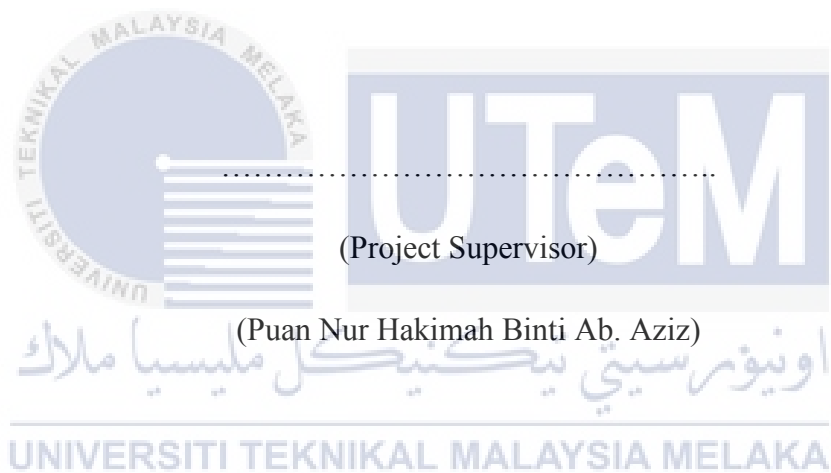 UNIVERSITI TEKNIKAL MALAYSIA MELAKA
UTeM
…………………………………………..
(Project Supervisor)
(Puan Nur Hakimah Binti Ab. Aziz)
اونيۏرسيتي تيكنيكل مليسيا ملاك
UNIVERSITI TEKNIKAL MALAYSIA MELAKA